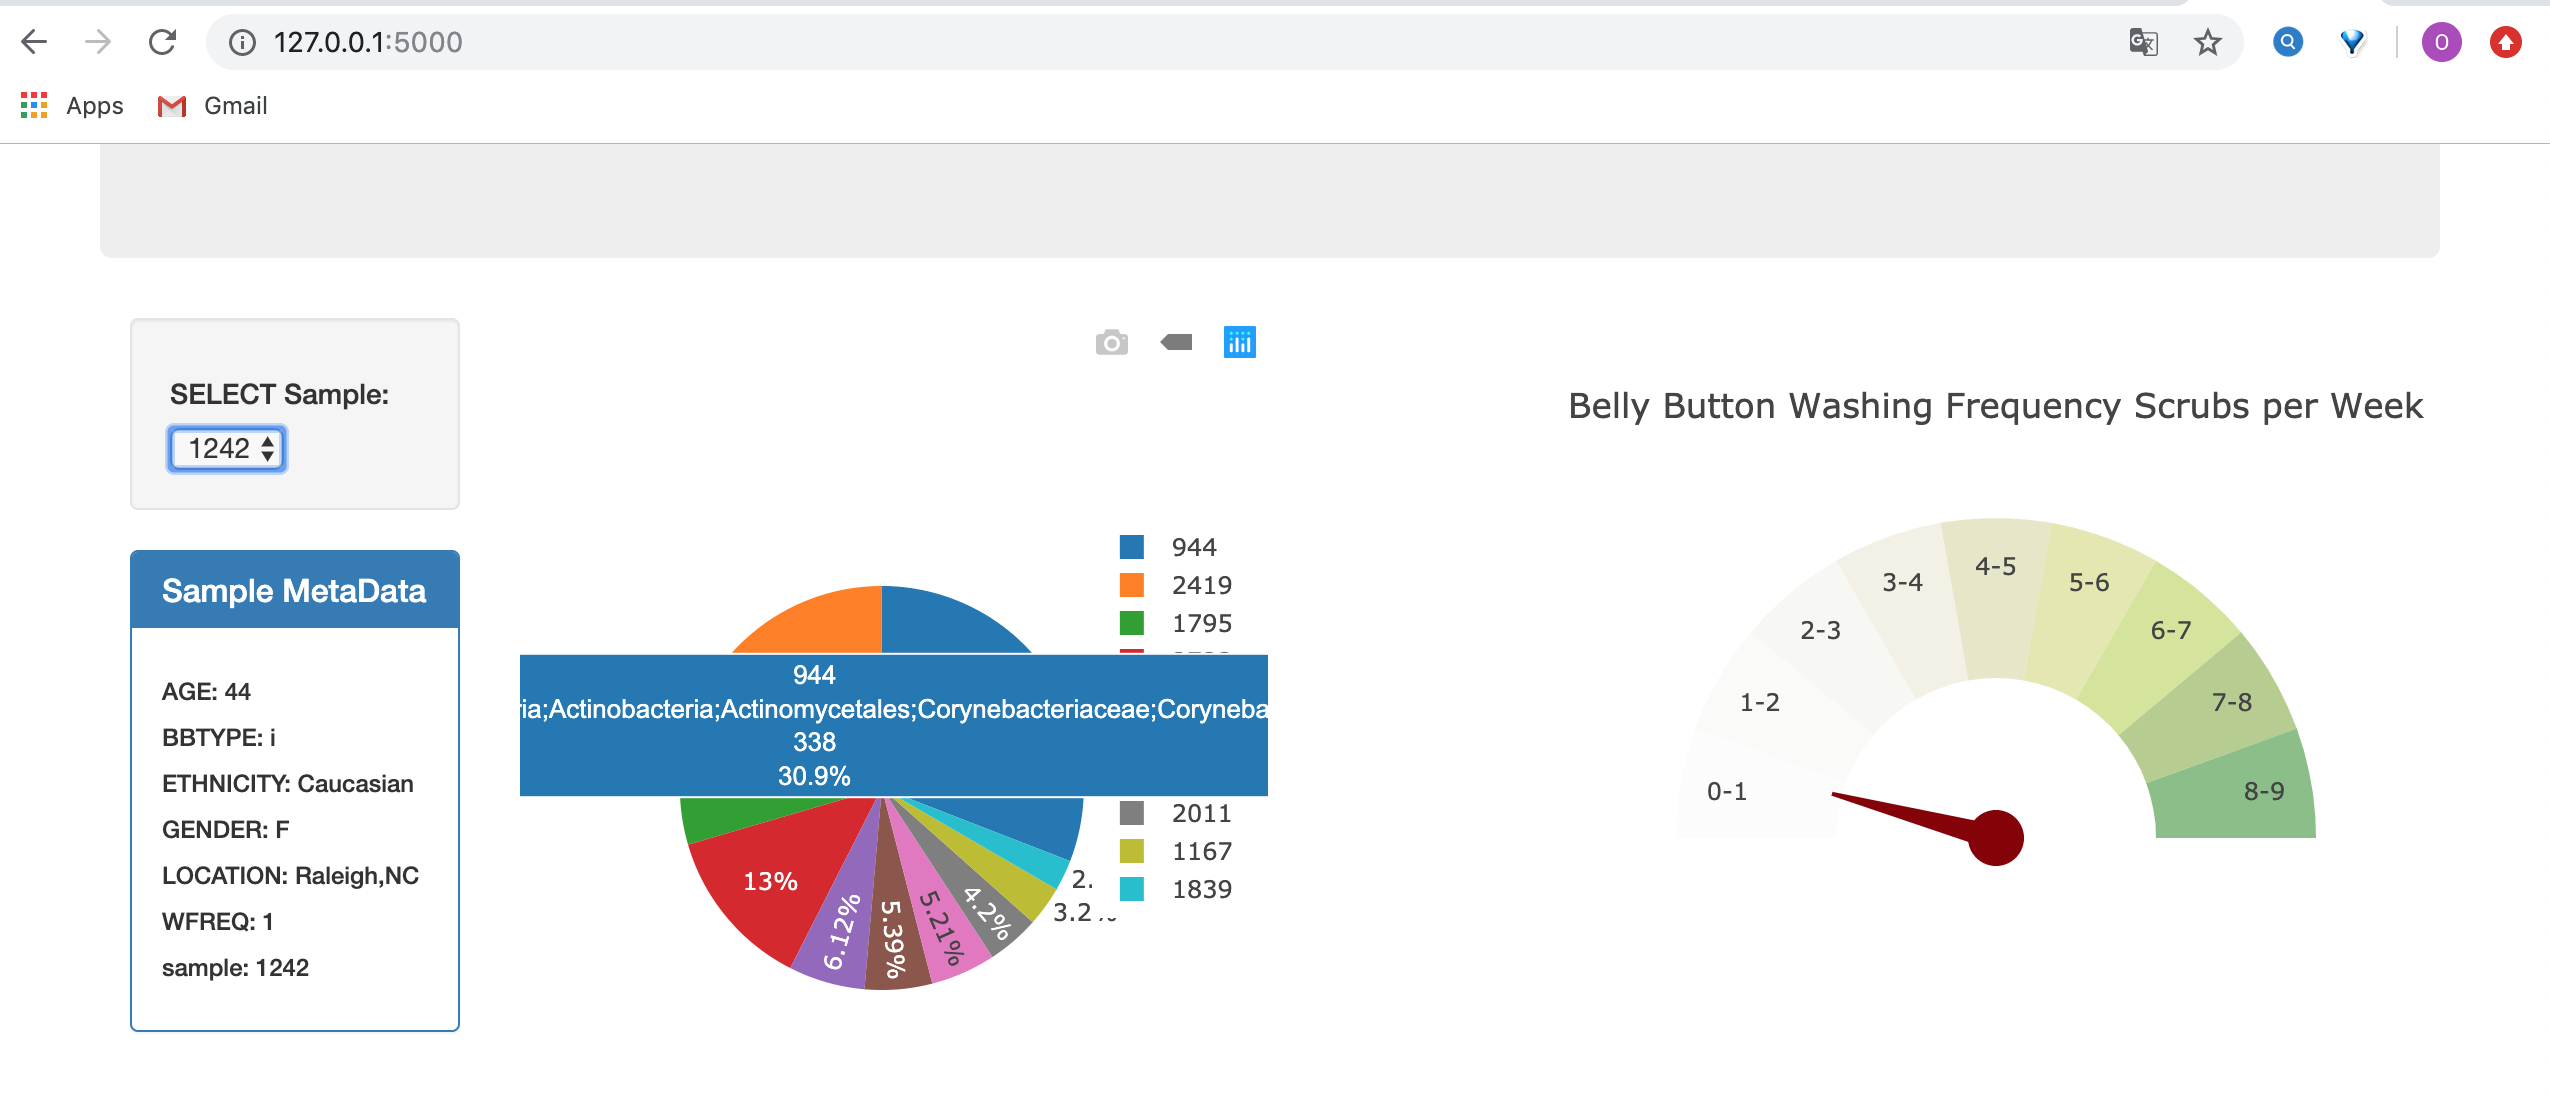 127.0.0.1:5000
Apps
Gmail
O
SELECT Sample:
1242
Sample MetaData
AGE: 44
BBTYPE: i
ETHNICITY: Caucasian
GENDER: F
LOCATION: Raleigh,NC
WFREQ: 1
sample: 1242
944
2419
1795
944
ria;Actinobacteria;Actinomycetales;Corynebacteriaceae;Coryneba
338
30.9%
2011
1167
1839
13%
6.12%
5.39%
5.21%
4.2%
3.2
2.
Belly Button Washing Frequency Scrubs per Week
0-1
1-2
2-3
3-4
4-5
5-6
6-7
7-8
8-9